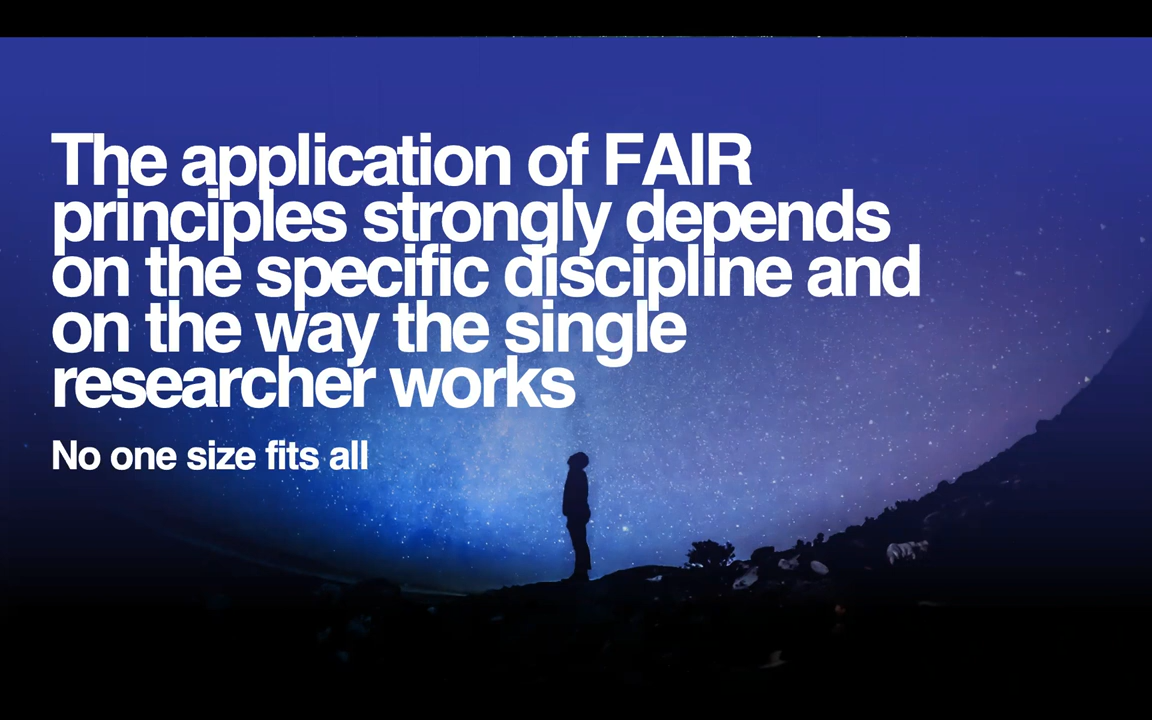 The application of FAIR
principles strongly depends
on the specific discipline and
on the way the single
researcher works
No one size fits all